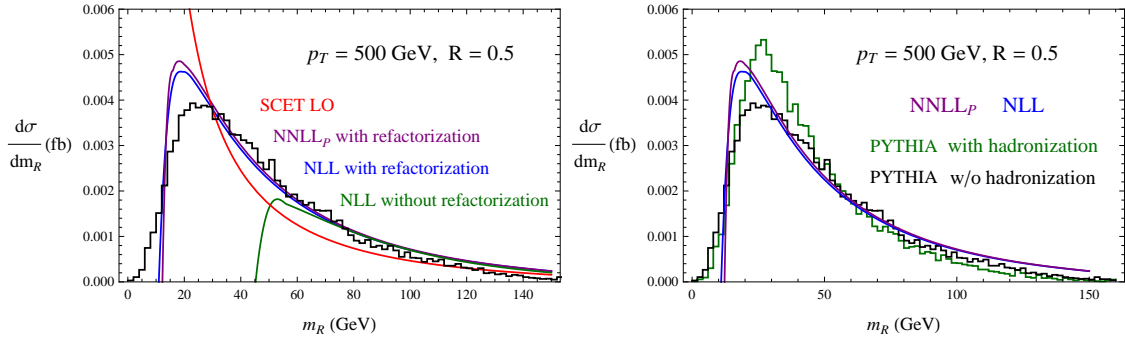 p_T = 500 GeV, R = 0.5
SCET LO
NNLL_P with refactorization
NLL with refactorization
NLL without refactorization
dσ
dm_R (fb)
0.006
0.005
0.004
0.003
0.002
0.001
0.000
0 20 40 60 80 100 120 140
m_R (GeV)
p_T = 500 GeV, R = 0.5
NNLL_P NLL
PYTHIA with hadronization
PYTHIA w/o hadronization
dσ
dm_R (fb)
0.006
0.005
0.004
0.003
0.002
0.001
0.000
0 50 100 150
m_R (GeV)